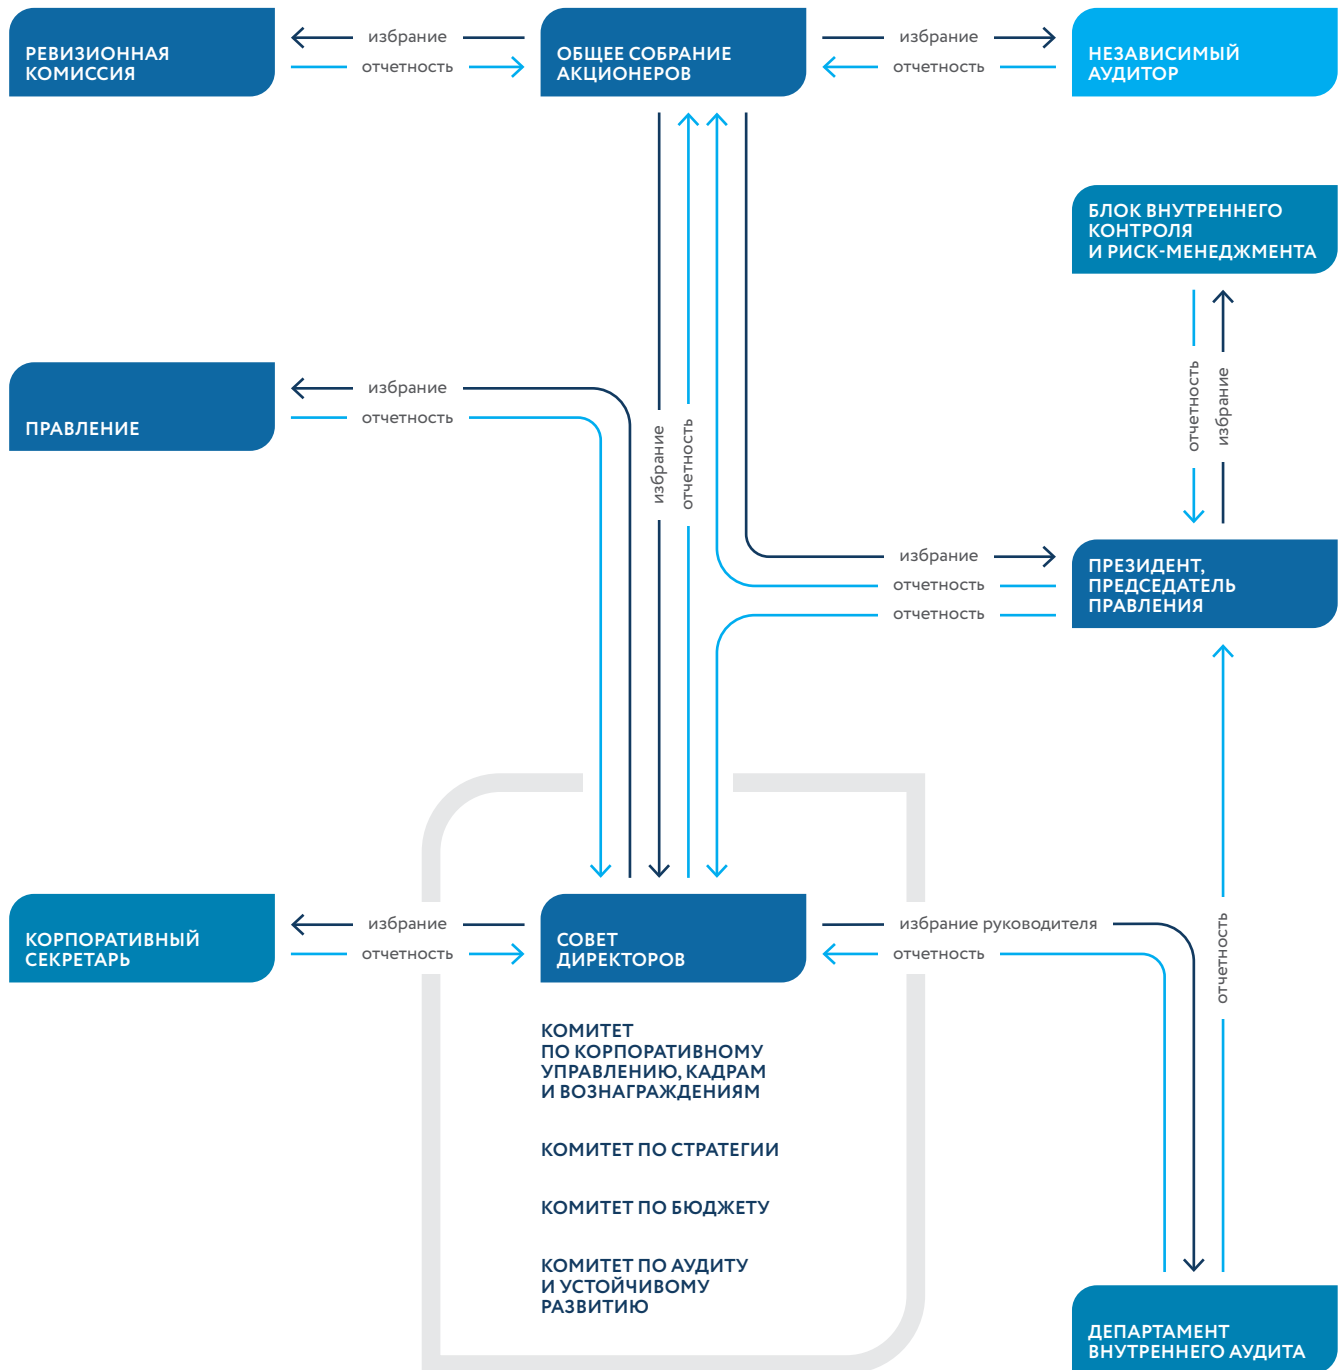 РЕВИЗИОННАЯ
КОМИССИЯ
избрание
отчетность
ОБЩЕЕ СОБРАНИЕ
АКЦИОНЕРОВ
избрание
отчетность
НЕЗАВИСИМЫЙ
АУДИТОР
БЛОК ВНУТРЕННЕГО
КОНТРОЛЯ
И РИСК-МЕНЕДЖМЕНТА
отчетность
избрание
ПРАВЛЕНИЕ
избрание
отчетность
избрание
отчетность
избрание
отчетность
отчетность
ПРЕЗИДЕНТ,
ПРЕДСЕДАТЕЛЬ
ПРАВЛЕНИЯ
КОРПОРАТИВНЫЙ
СЕКРЕТАРЬ
избрание
отчетность
СОВЕТ
ДИРЕКТОРОВ
избрание руководителя
отчетность
отчетность
КОМИТЕТ
ПО КОРПОРАТИВНОМУ
УПРАВЛЕНИЮ, КАДРАМ
И ВОЗНАГРАЖДЕНИЯМ
КОМИТЕТ ПО СТРАТЕГИИ
КОМИТЕТ ПО БЮДЖЕТУ
КОМИТЕТ ПО АУДИТУ
И УСТОЙЧИВОМУ
РАЗВИТИЮ
ДЕПАРТАМЕНТ
ВНУТРЕННЕГО АУДИТА